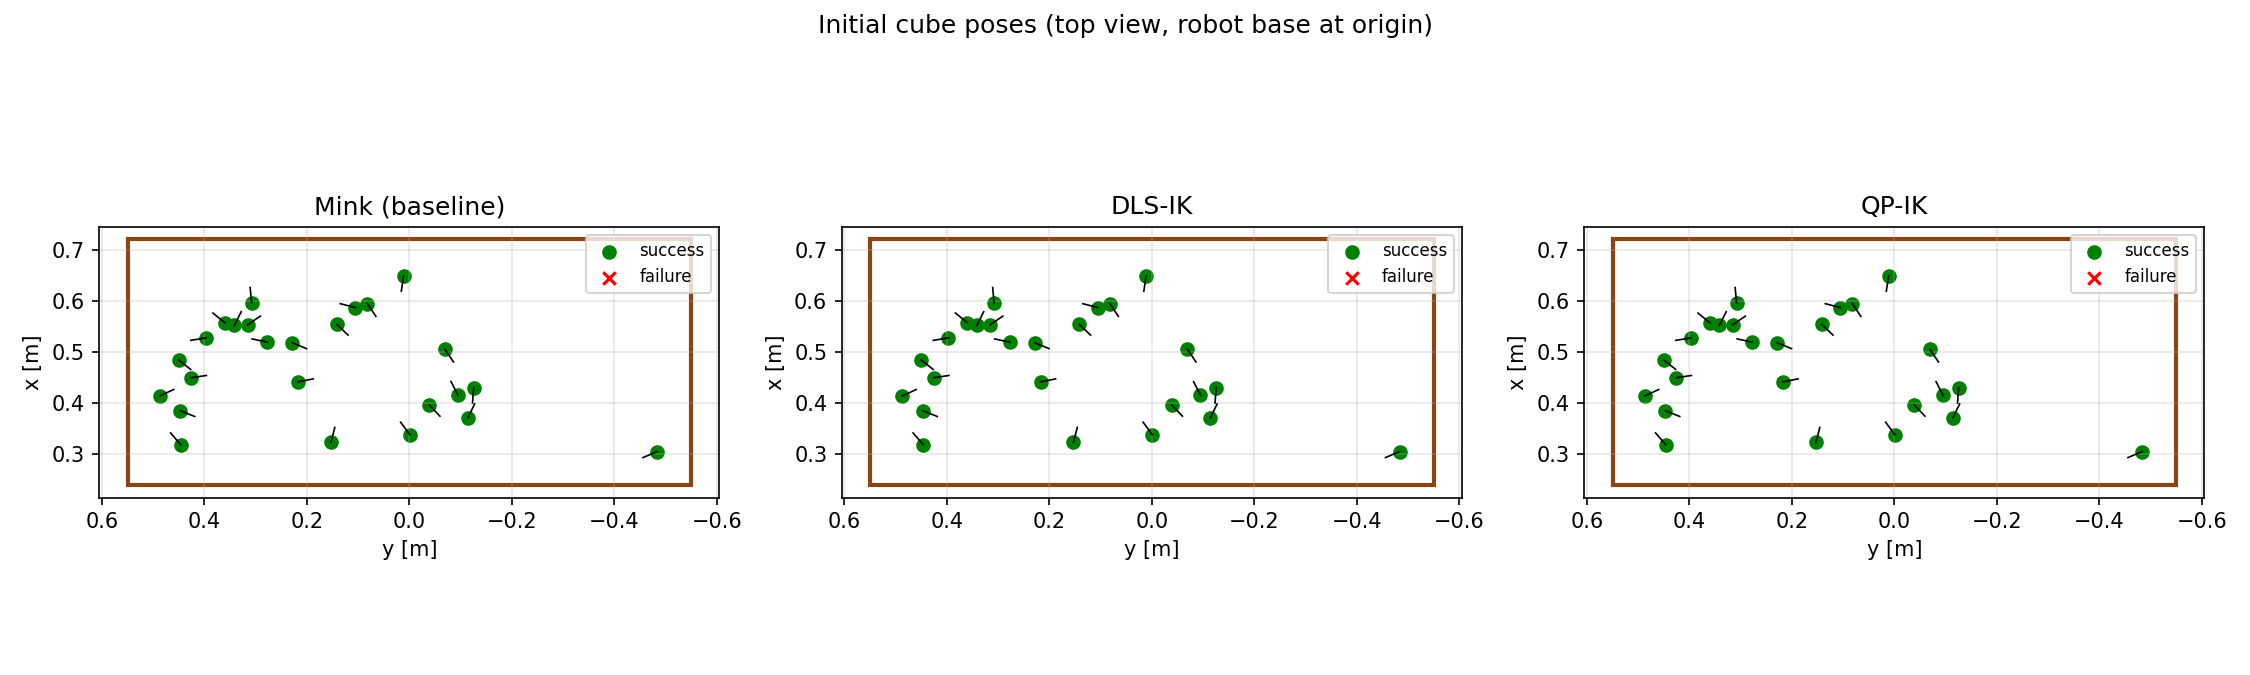 Initial cube poses (top view, robot base at origin)
Mink (baseline)
success
failure
0.7
0.6
0.5
0.4
0.3
x [m]
0.6
0.4
0.2
0.0
−0.2
−0.4
−0.6
y [m]
DLS-IK
success
failure
0.7
0.6
0.5
0.4
0.3
x [m]
0.6
0.4
0.2
0.0
−0.2
−0.4
−0.6
y [m]
QP-IK
success
failure
0.7
0.6
0.5
0.4
0.3
x [m]
0.6
0.4
0.2
0.0
−0.2
−0.4
−0.6
y [m]